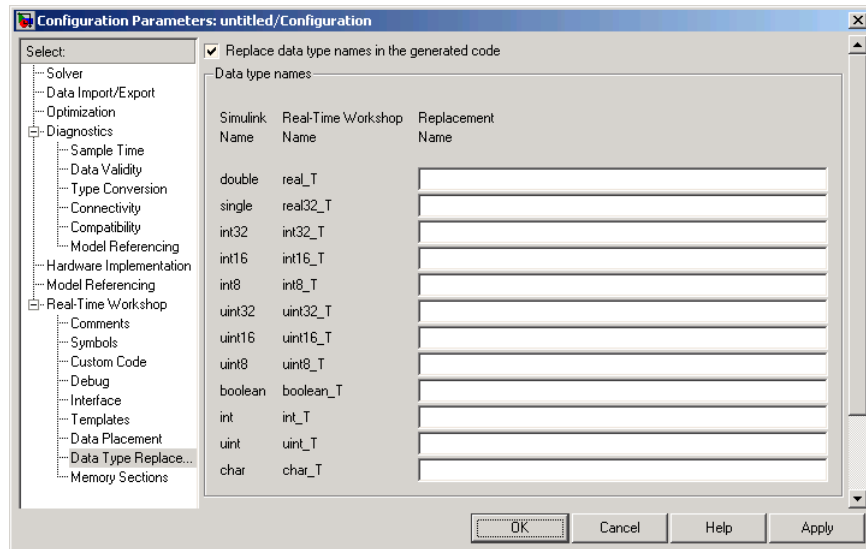 Configuration Parameters: untitled/Configuration
Select:
Solver
Data Import/Export
Optimization
Diagnostics
Sample Time
Data Validity
Type Conversion
Connectivity
Compatibility
Model Referencing
Hardware Implementation
Model Referencing
Real-Time Workshop
Comments
Symbols
Custom Code
Debug
Interface
Templates
Data Placement
Data Type Replace...
Memory Sections
Replace data type names in the generated code
Data type names
Simulink Name Real-Time Workshop Name Replacement Name
double real_T
single real32_T
int32 int32_T
int16 int16_T
int8 int8_T
uint32 uint32_T
uint16 uint16_T
uint8 uint8_T
boolean boolean_T
int int_T
uint uint_T
char char_T
OK Cancel Help Apply